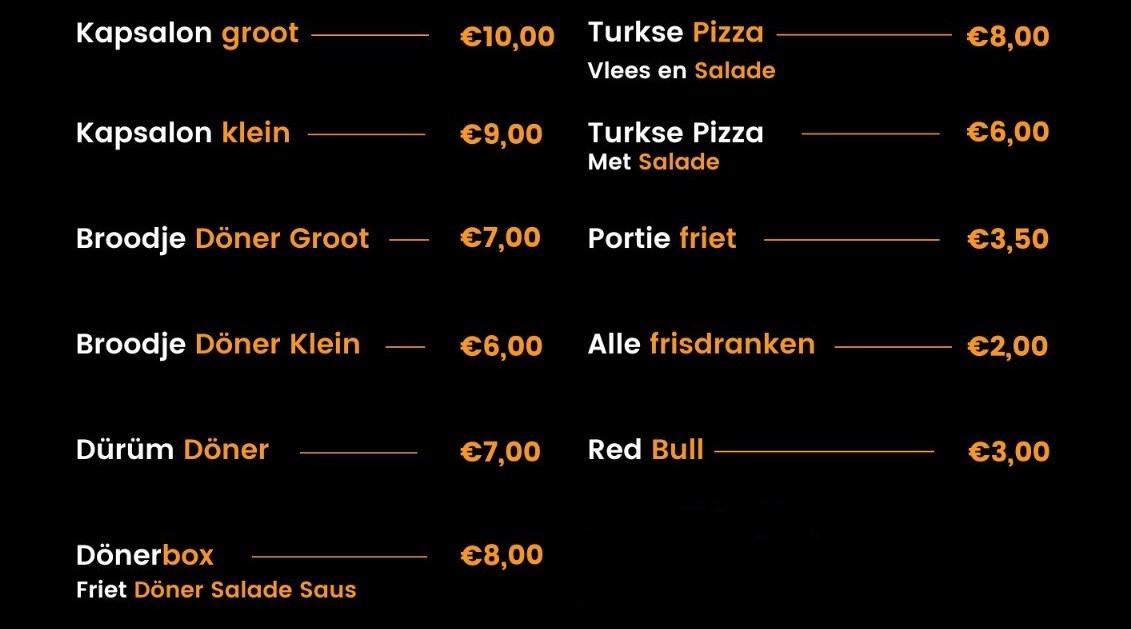 Kapsalon groot €10,00
Kapsalon klein €9,00
Broodje Döner Groot €7,00
Broodje Döner Klein €6,00
Dürüm Döner €7,00
Dönerbox €8,00
Friet Döner Salade Saus
Turkse Pizza €8,00
Vlees en Salade
Turkse Pizza €6,00
Met Salade
Portie friet €3,50
Alle frisdranken €2,00
Red Bull €3,00